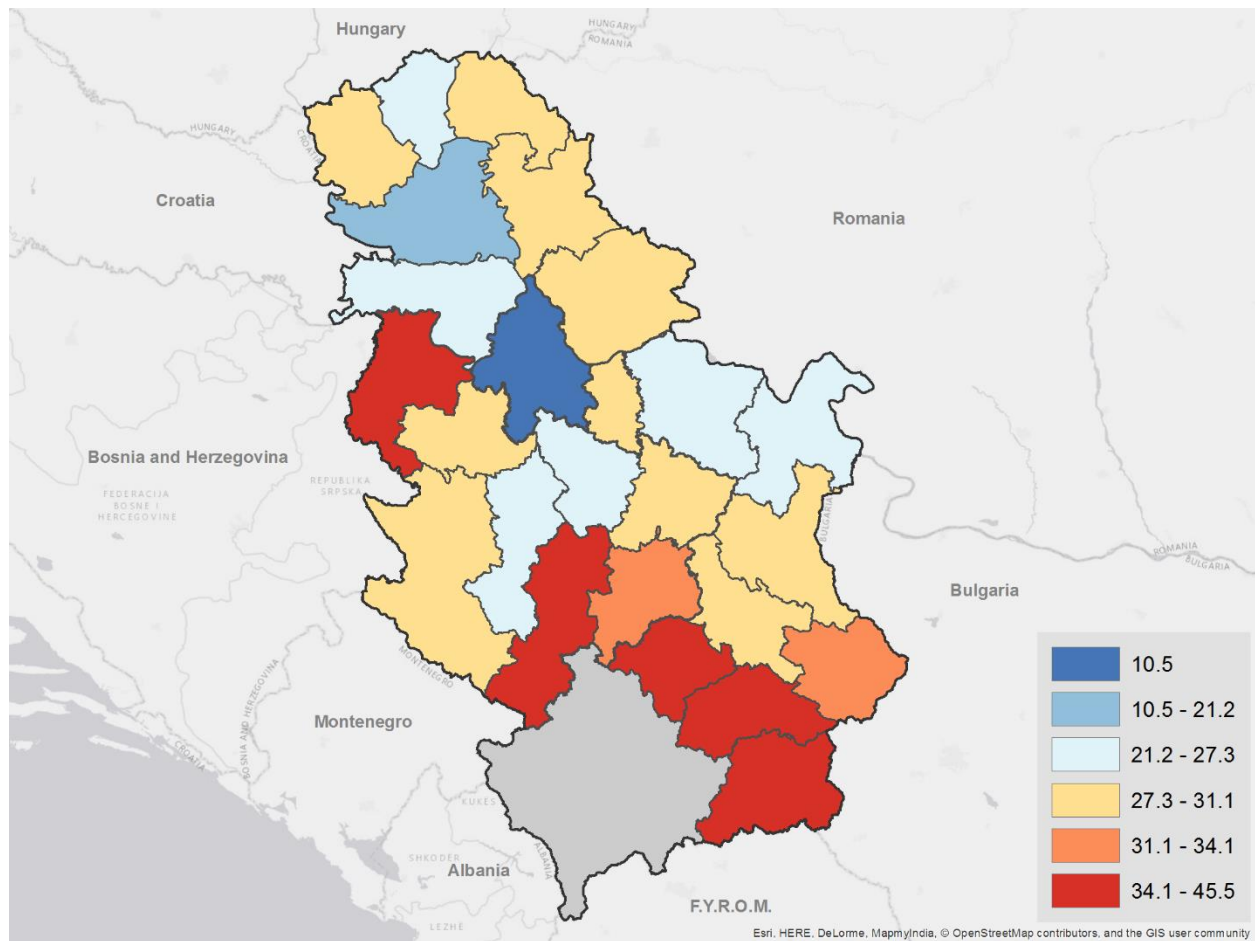 Hungary
HUNGARY
ROMANIA
HUNGARY
CROATIA
Croatia
Romania
Bosnia and Herzegovina
FEDERACIJA
BOSNE I
HERCEGOVINE
REPUBLIKA
SRPSKA
BULGARIA
ROMANIA
BULGARIA
Bulgaria
MONTENEGRO
BOSNIA AND HERZEGOVINA
CROATIA
Montenegro
KUKES
SHKODER
ALBANIA
Albania
LEZHE
F.Y.R.O.M.
10.5
10.5 - 21.2
21.2 - 27.3
27.3 - 31.1
31.1 - 34.1
34.1 - 45.5
Esri, HERE, DeLorme, MapmyIndia, © OpenStreetMap contributors, and the GIS user community